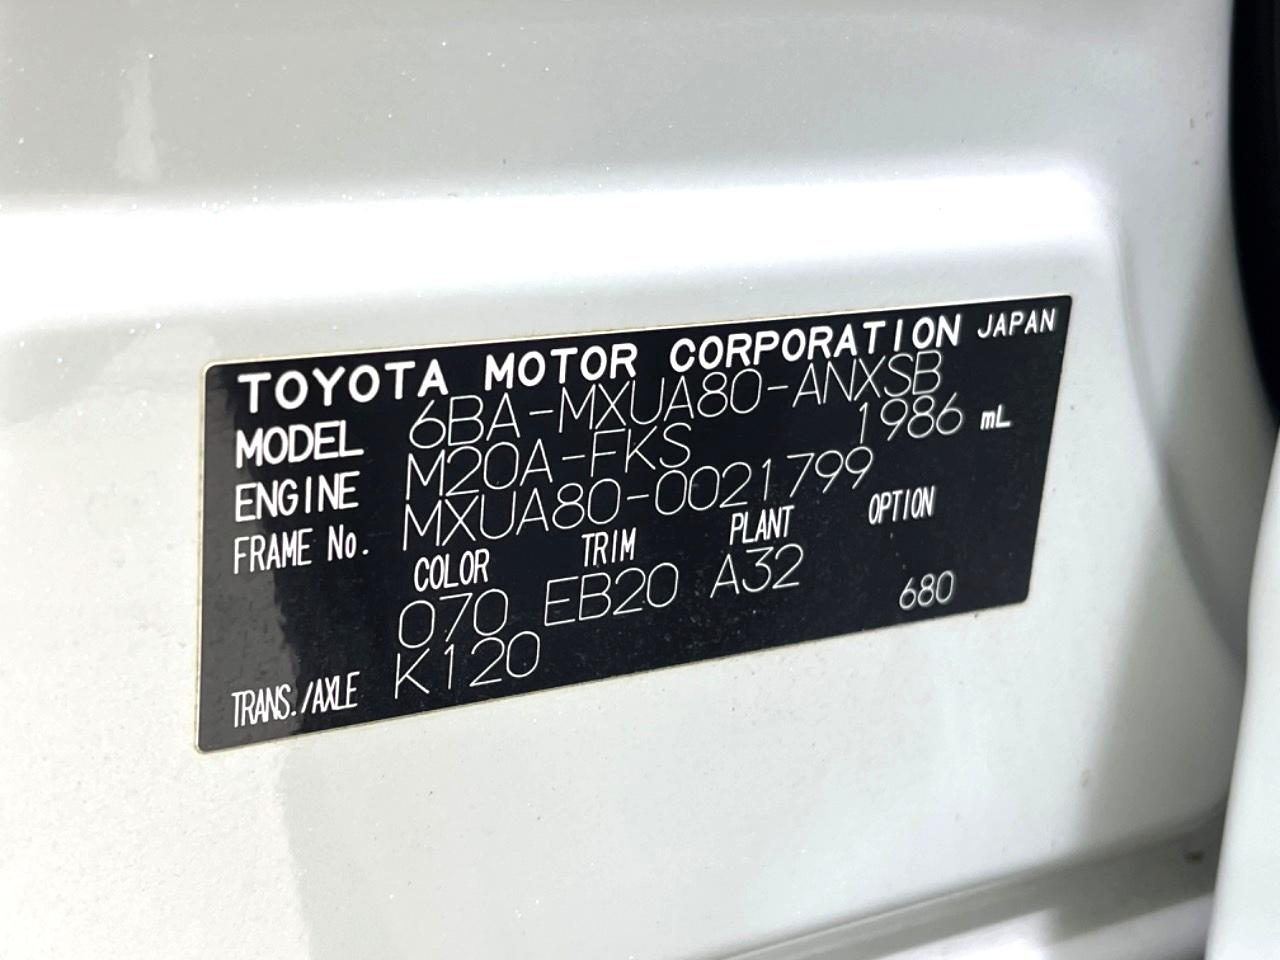 TOYOTA MOTOR CORPORATION JAPAN
MODEL 6BA-MXUA80-ANXSB
ENGINE M20A-FKS 1986 mL
FRAME No. MXUA80-0021799
COLOR TRIM PLANT OPTION
070 EB20 A32 680
TRANS./AXLE K120